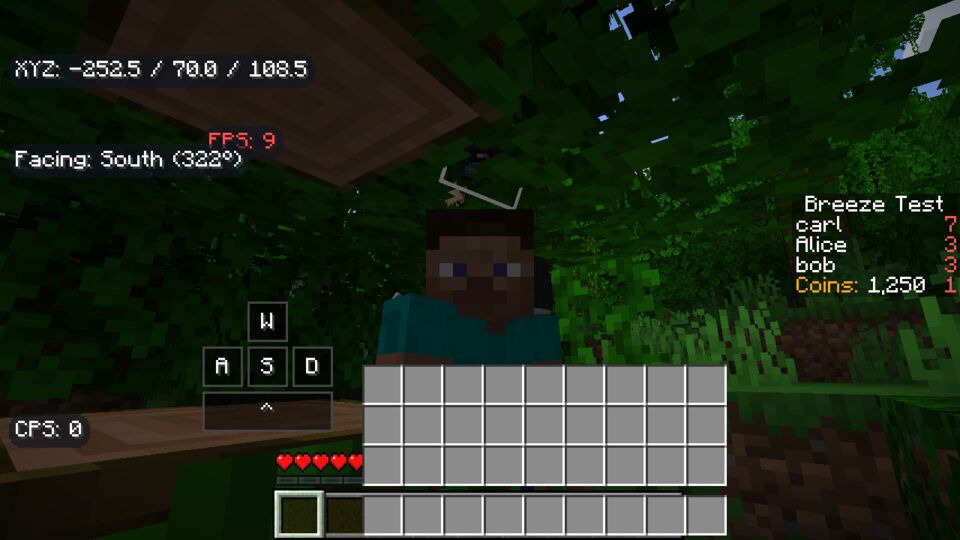 XYZ: -252.5 / 70.0 / 108.5
FPS: 9
Facing: South (322°)
Breeze Test
carl 7
Alice 3
bob 3
Coins: 1,250 1
W
A S D
^
CPS: 0